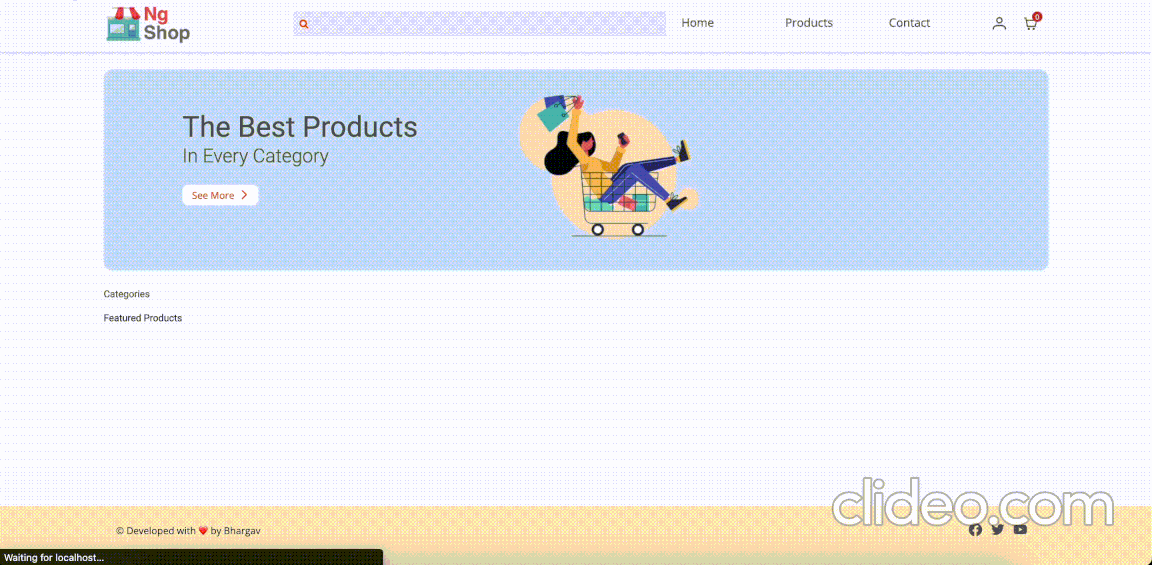 Ng
Shop
Home
Products
Contact
0
The Best Products
In Every Category
See More
Categories
Featured Products
clideo.com
© Developed with ❤️ by Bhargav
Waiting for localhost...